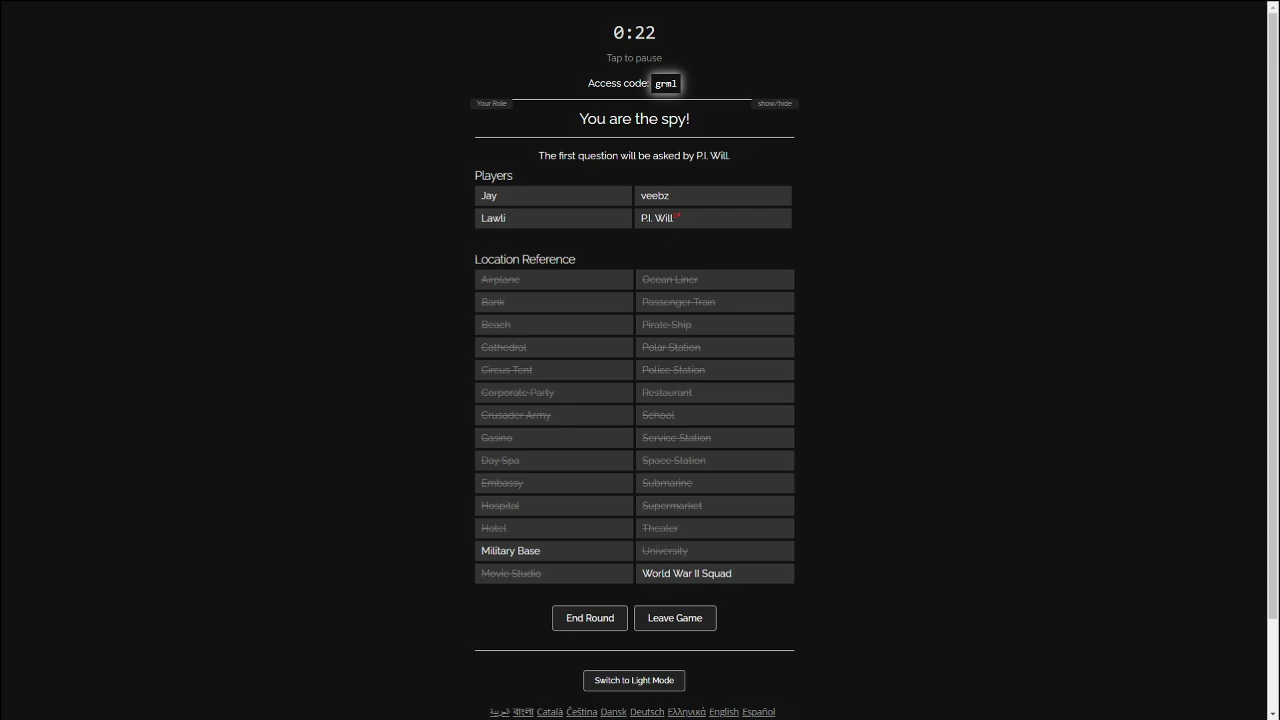 0:22
Tap to pause
Access code: grml
Your Role show/hide
You are the spy!
The first question will be asked by P.I. Will.
Players
Jay veebz
Lawli P.I. Will
Location Reference
Airplane Ocean Liner
Bank Passenger Train
Beach Pirate Ship
Cathedral Polar Station
Circus Tent Police Station
Corporate Party Restaurant
Crusader Army School
Casino Service Station
Day Spa Space Station
Embassy Submarine
Hospital Supermarket
Hotel Theater
Military Base University
Movie Studio World War II Squad
End Round Leave Game
Switch to Light Mode
العربية বাংলা Català Čeština Dansk Deutsch Ελληνικά English Español